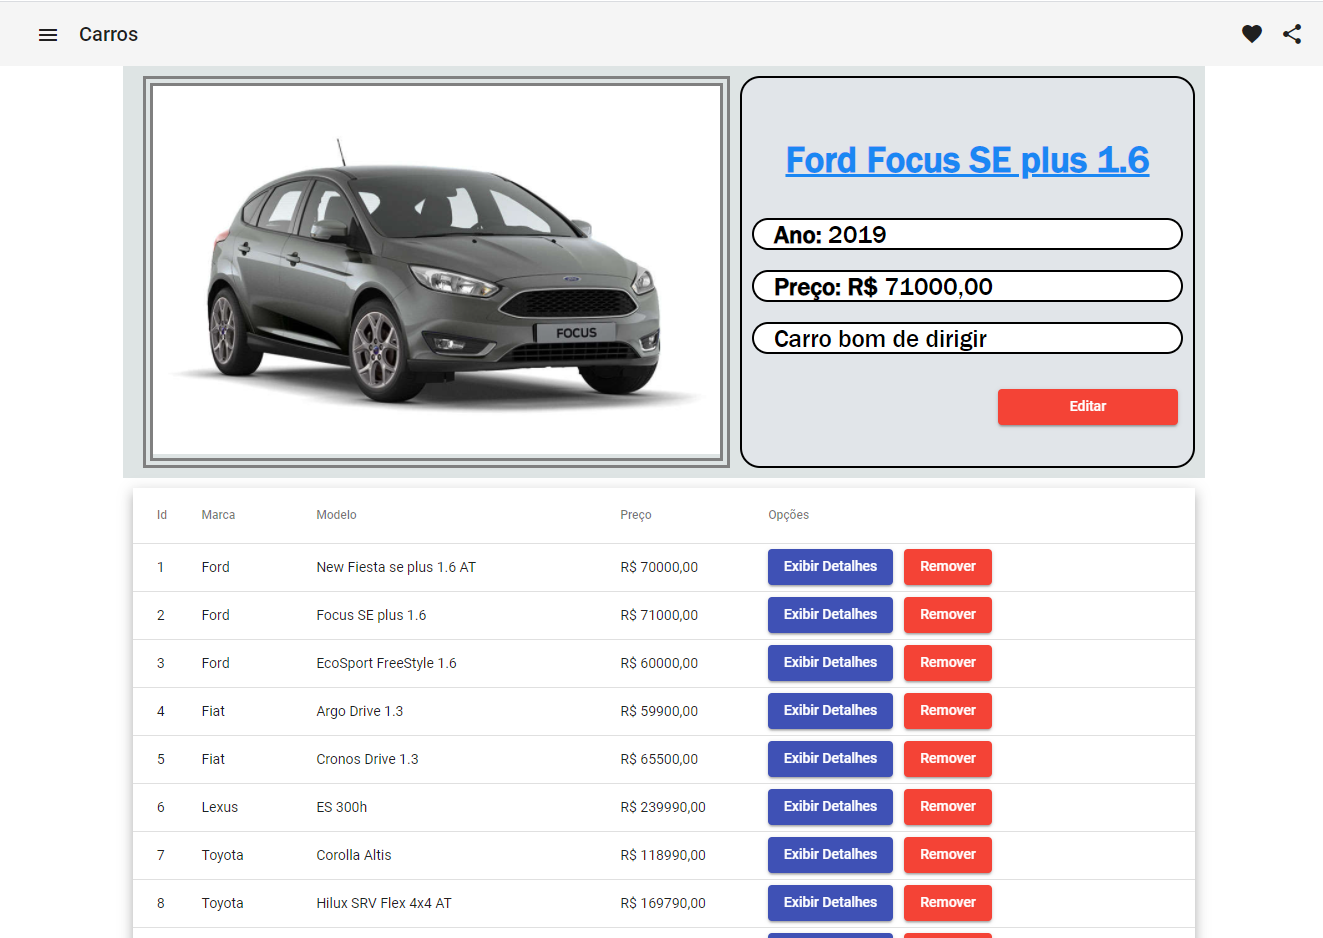 Carros
FOCUS
Ford Focus SE plus 1.6
Ano: 2019
Preço: R$ 71000,00
Carro bom de dirigir
Editar
Id Marca Modelo Preço Opções
1 Ford New Fiesta se plus 1.6 AT R$ 70000,00 Exibir Detalhes Remover
2 Ford Focus SE plus 1.6 R$ 71000,00 Exibir Detalhes Remover
3 Ford EcoSport FreeStyle 1.6 R$ 60000,00 Exibir Detalhes Remover
4 Fiat Argo Drive 1.3 R$ 59900,00 Exibir Detalhes Remover
5 Fiat Cronos Drive 1.3 R$ 65500,00 Exibir Detalhes Remover
6 Lexus ES 300h R$ 239990,00 Exibir Detalhes Remover
7 Toyota Corolla Altis R$ 118990,00 Exibir Detalhes Remover
8 Toyota Hilux SRV Flex 4x4 AT R$ 169790,00 Exibir Detalhes Remover